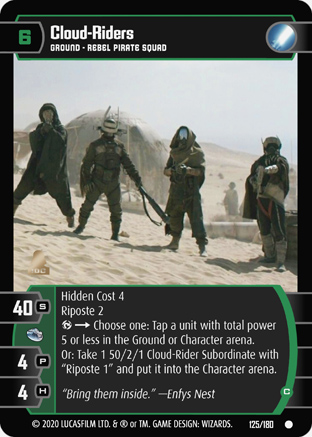 6
Cloud-Riders
GROUND - REBEL PIRATE SQUAD
40 S
4 P
4 H
Hidden Cost 4
Riposte 2
→ Choose one: Tap a unit with total power
5 or less in the Ground or Character arena.
Or: Take 1 50/2/1 Cloud-Rider Subordinate with
"Riposte 1" and put it into the Character arena.
"Bring them inside." —Enfys Nest
C
© 2020 LUCASFILM LTD. & ® or TM. GAME DESIGN: WIZARDS.
125/180